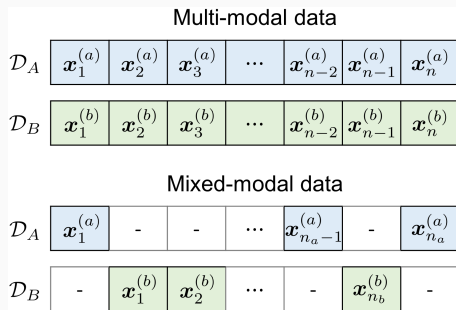 Multi-modal data
𝒟_A x_1^{(a)} x_2^{(a)} x_3^{(a)} ... x_{n-2}^{(a)} x_{n-1}^{(a)} x_n^{(a)}
𝒟_B x_1^{(b)} x_2^{(b)} x_3^{(b)} ... x_{n-2}^{(b)} x_{n-1}^{(b)} x_n^{(b)}
Mixed-modal data
𝒟_A x_1^{(a)} - - ... x_{n_a-1}^{(a)} - x_{n_a}^{(a)}
𝒟_B - x_1^{(b)} x_2^{(b)} ... - x_{n_b}^{(b)} -